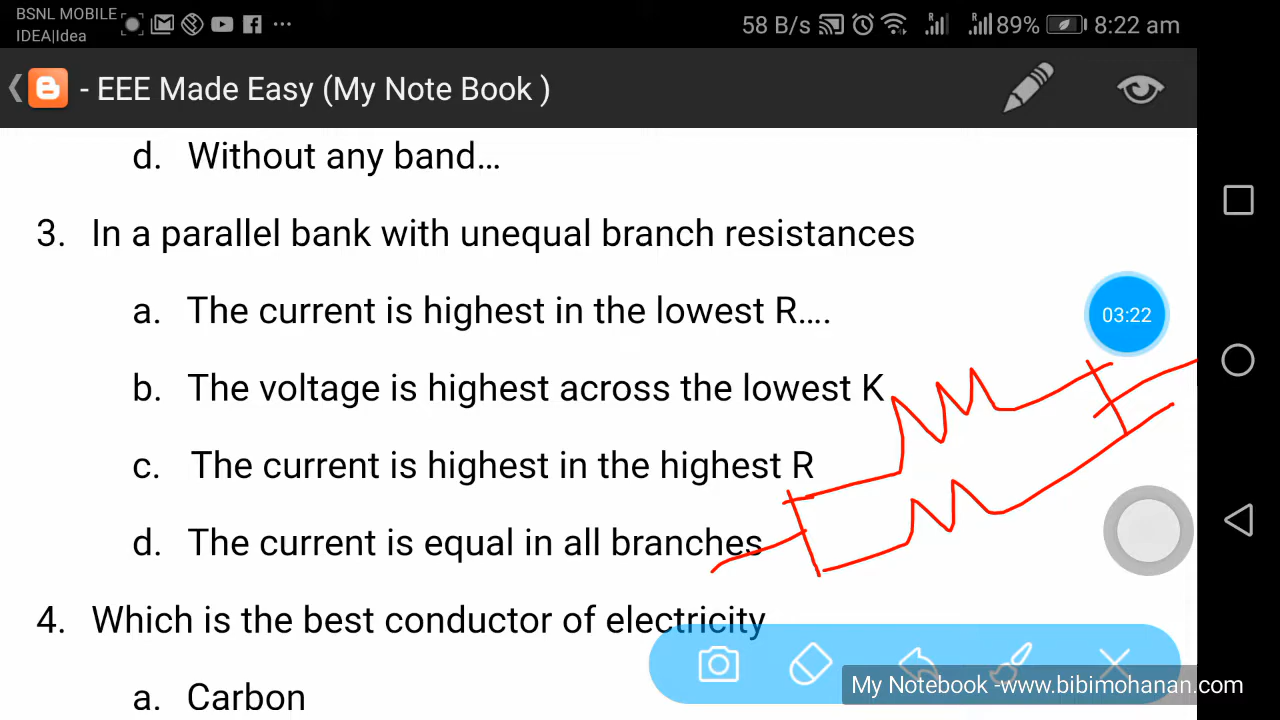 BSNL MOBILE
IDEA|Idea
58 B/s
89%
8:22 am
- EEE Made Easy (My Note Book )
d. Without any band...
3. In a parallel bank with unequal branch resistances
a. The current is highest in the lowest R....
03:22
b. The voltage is highest across the lowest K
c. The current is highest in the highest R
d. The current is equal in all branches
4. Which is the best conductor of electricity
My Notebook -www.bibimohanan.com
a. Carbon